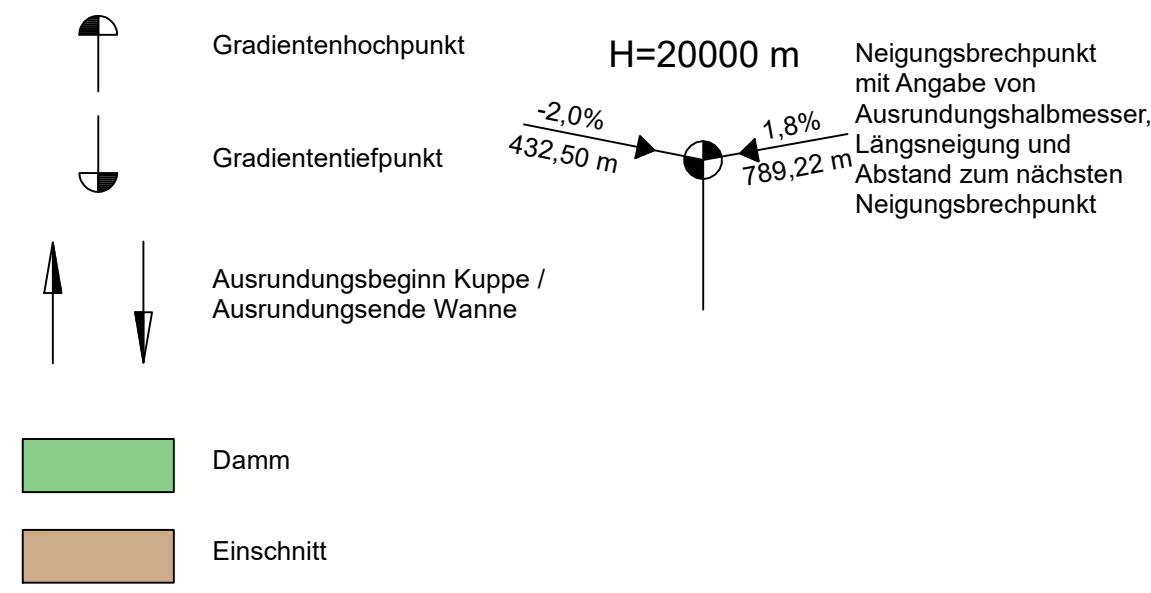 Gradientenhochpunkt
Gradiententiefpunkt
Ausrundungsbeginn Kuppe /
Ausrundungsende Wanne
Damm
Einschnitt
H=20000 m
-2,0%
432,50 m
1,8%
789,22 m
Neigungsbrechpunkt
mit Angabe von
Ausrundungshalbmesser,
Längsneigung und
Abstand zum nächsten
Neigungsbrechpunkt